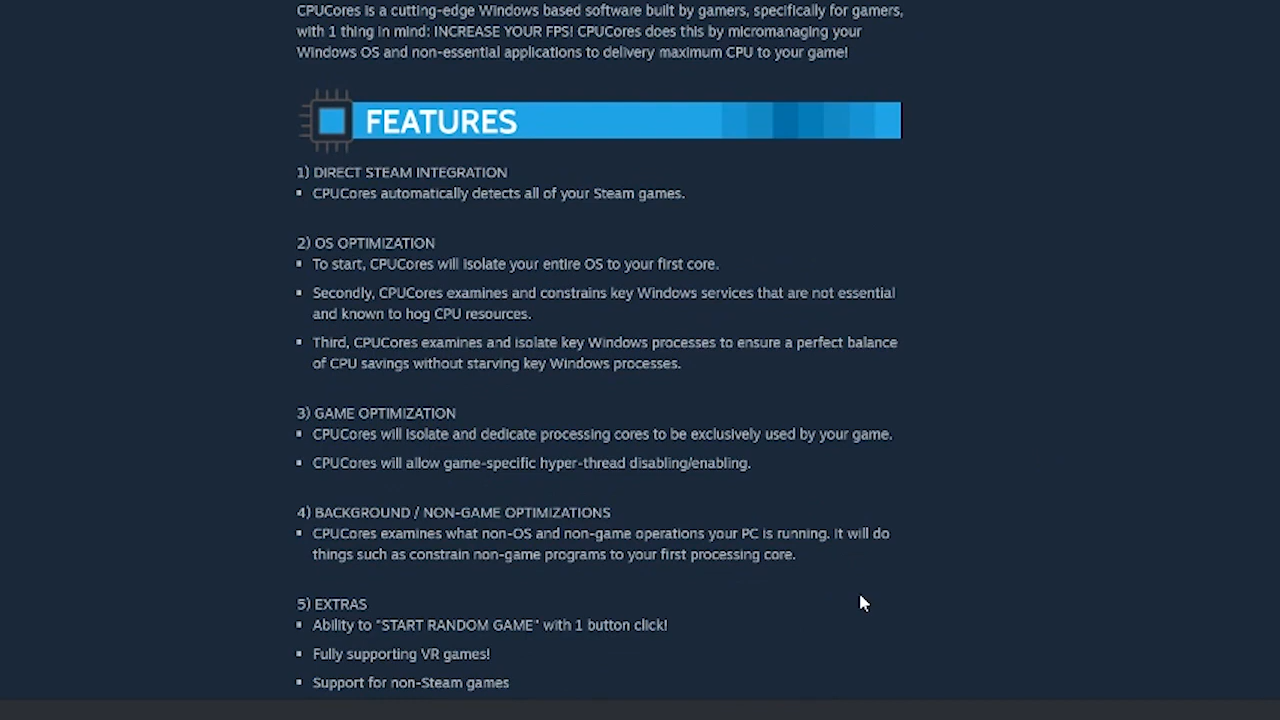 CPUCores is a cutting-edge Windows based software built by gamers, specifically for gamers,
with 1 thing in mind: INCREASE YOUR FPS! CPUCores does this by micromanaging your
Windows OS and non-essential applications to delivery maximum CPU to your game!
FEATURES
1) DIRECT STEAM INTEGRATION
▪ CPUCores automatically detects all of your Steam games.
2) OS OPTIMIZATION
▪ To start, CPUCores will isolate your entire OS to your first core.
▪ Secondly, CPUCores examines and constrains key Windows services that are not essential
and known to hog CPU resources.
▪ Third, CPUCores examines and isolate key Windows processes to ensure a perfect balance
of CPU savings without starving key Windows processes.
3) GAME OPTIMIZATION
▪ CPUCores will isolate and dedicate processing cores to be exclusively used by your game.
▪ CPUCores will allow game-specific hyper-thread disabling/enabling.
4) BACKGROUND / NON-GAME OPTIMIZATIONS
▪ CPUCores examines what non-OS and non-game operations your PC is running. It will do
things such as constrain non-game programs to your first processing core.
5) EXTRAS
▪ Ability to "START RANDOM GAME" with 1 button click!
▪ Fully supporting VR games!
▪ Support for non-Steam games